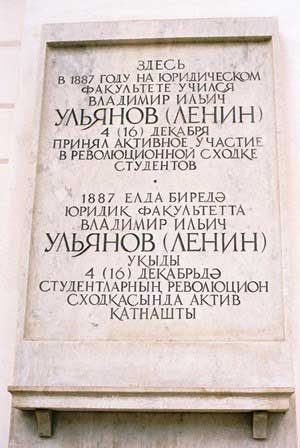 ЗДЕСЬ
В 1887 ГОДУ НА ЮРИДИЧЕСКОМ
ФАКУЛЬТЕТЕ УЧИЛСЯ
ВЛАДИМИР ИЛЬИЧ
УЛЬЯНОВ (ЛЕНИН)
4 (16) ДЕКАБРЯ
ПРИНЯЛ АКТИВНОЕ УЧАСТИЕ
В РЕВОЛЮЦИОННОЙ СХОДКЕ
СТУДЕНТОВ
•
1887 ЕЛДА БИРЕДӘ
ЮРИДИК ФАКУЛЬТЕТТА
ВЛАДИМИР ИЛЬИЧ
УЛЬЯНОВ (ЛЕНИН)
УКЫДЫ
4 (16) ДЕКАБРЬДӘ
СТУДЕНТЛАРНЫҢ РЕВОЛЮЦИОН
СХОДКАСЫНДА АКТИВ
КАТНАШТЫ